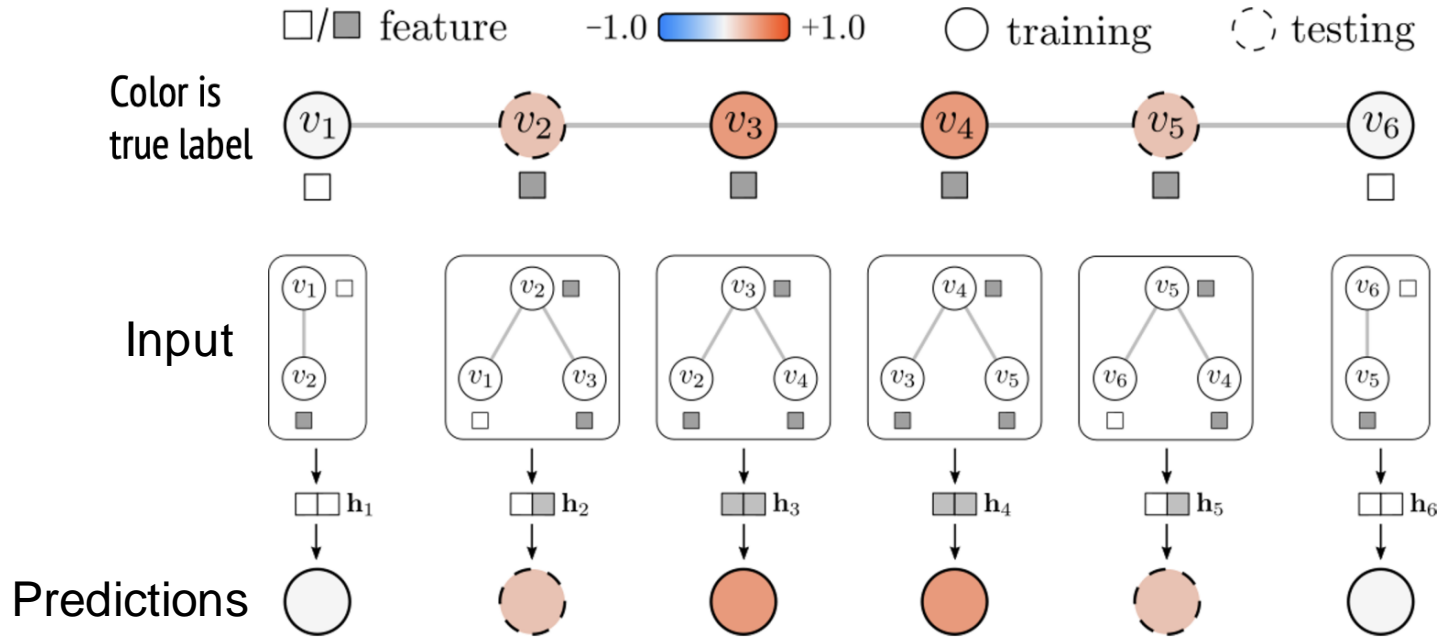 / feature −1.0 +1.0 training testing
Color is
true label
v1 v2 v3 v4 v5 v6
Input
v1 v2 v3 v4 v5 v6
v2 v1 v3 v2 v4 v3 v5 v6 v4 v5
h1 h2 h3 h4 h5 h6
Predictions